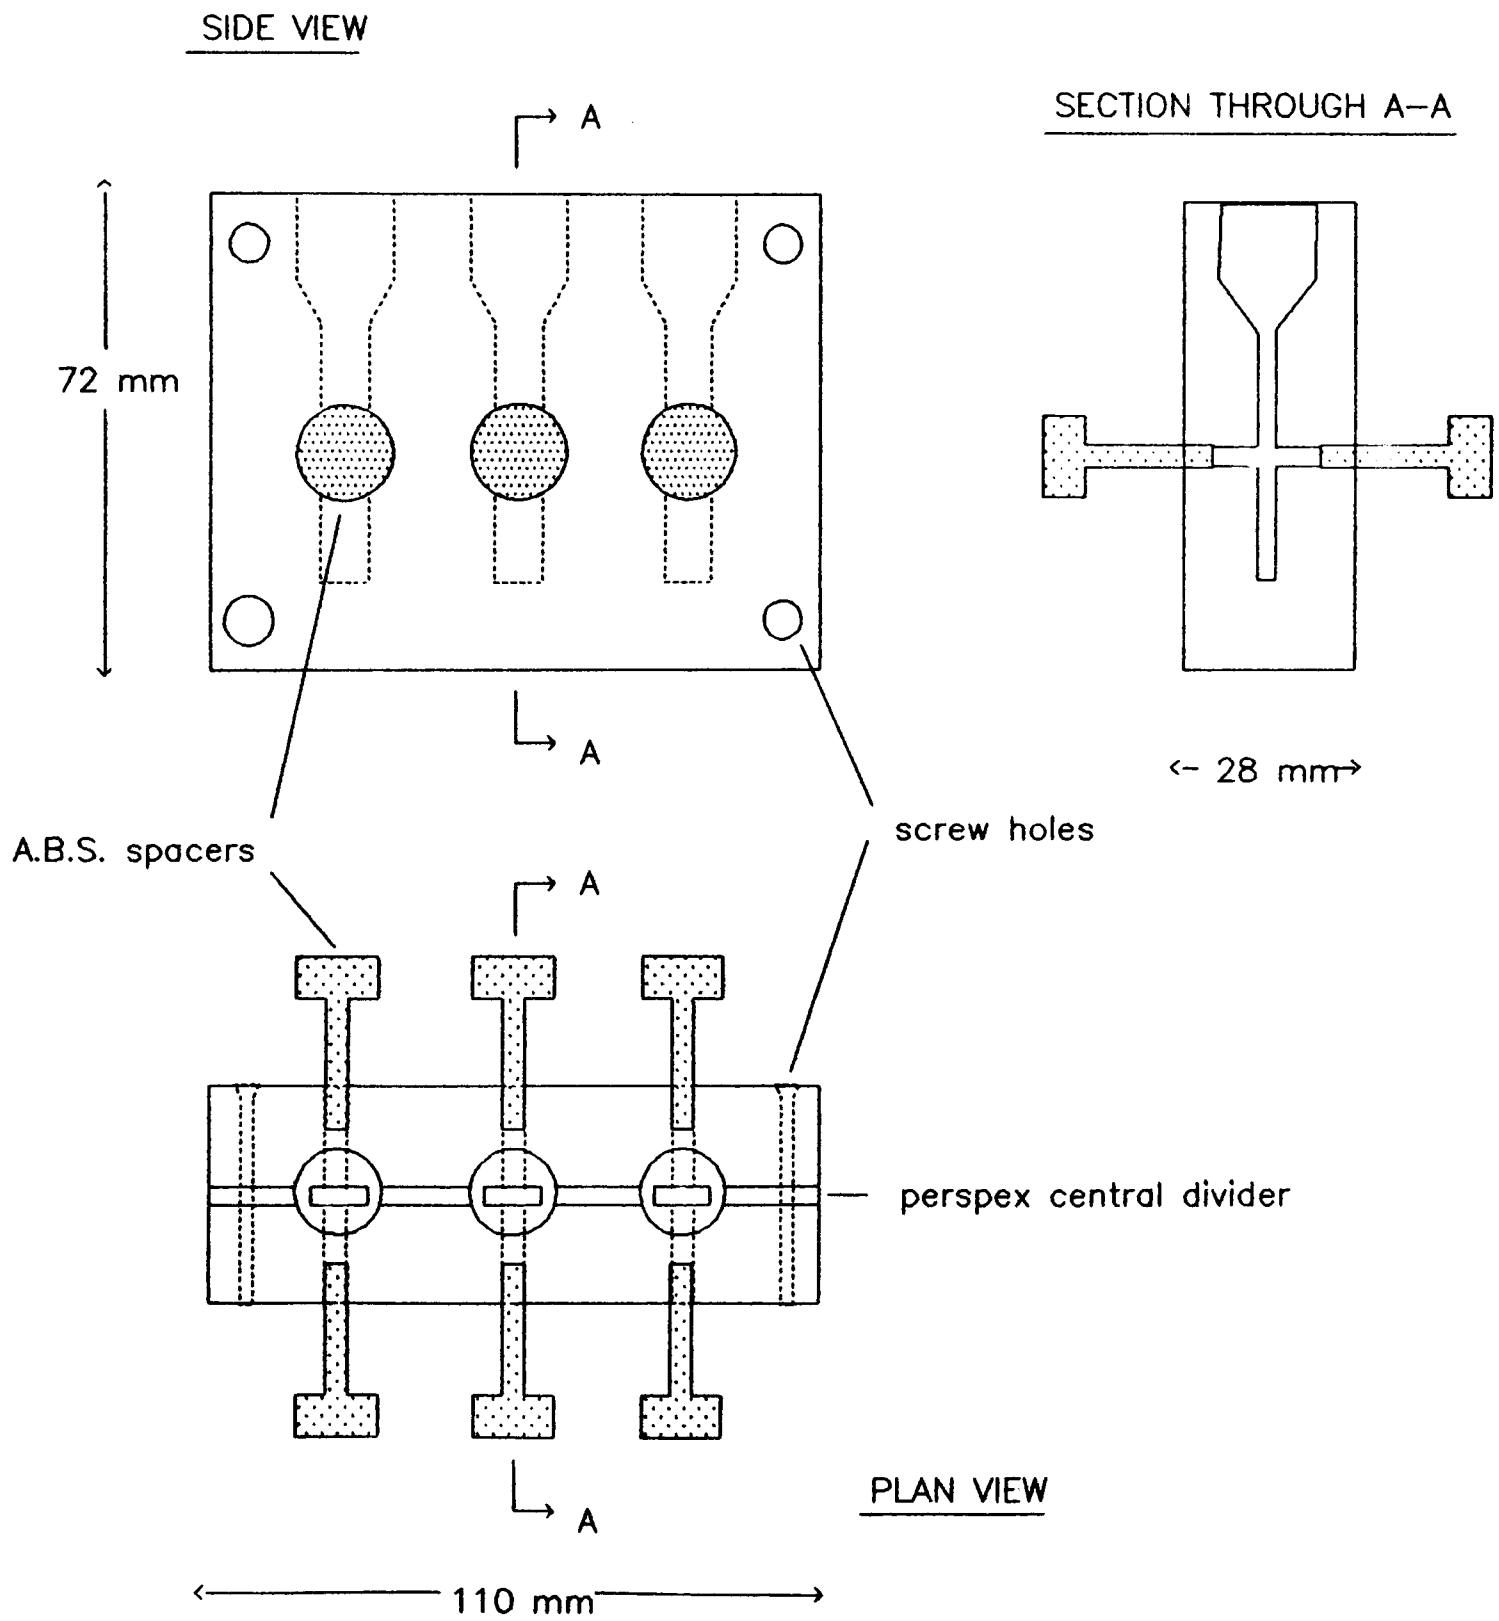 SIDE VIEW
SECTION THROUGH A-A
A
72 mm
A
28 mm
A.B.S. spacers
screw holes
A
perspex central divider
PLAN VIEW
A
110 mm